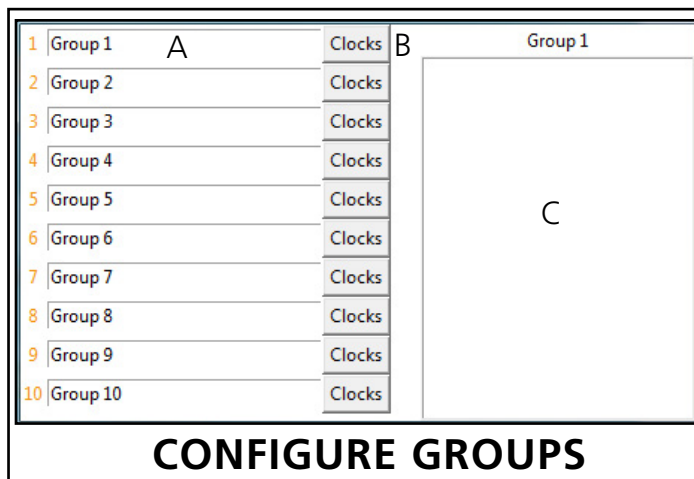 1 Group 1 A Clocks B Group 1
2 Group 2 Clocks
3 Group 3 Clocks
4 Group 4 Clocks
5 Group 5 Clocks C
6 Group 6 Clocks
7 Group 7 Clocks
8 Group 8 Clocks
9 Group 9 Clocks
10 Group 10 Clocks
CONFIGURE GROUPS